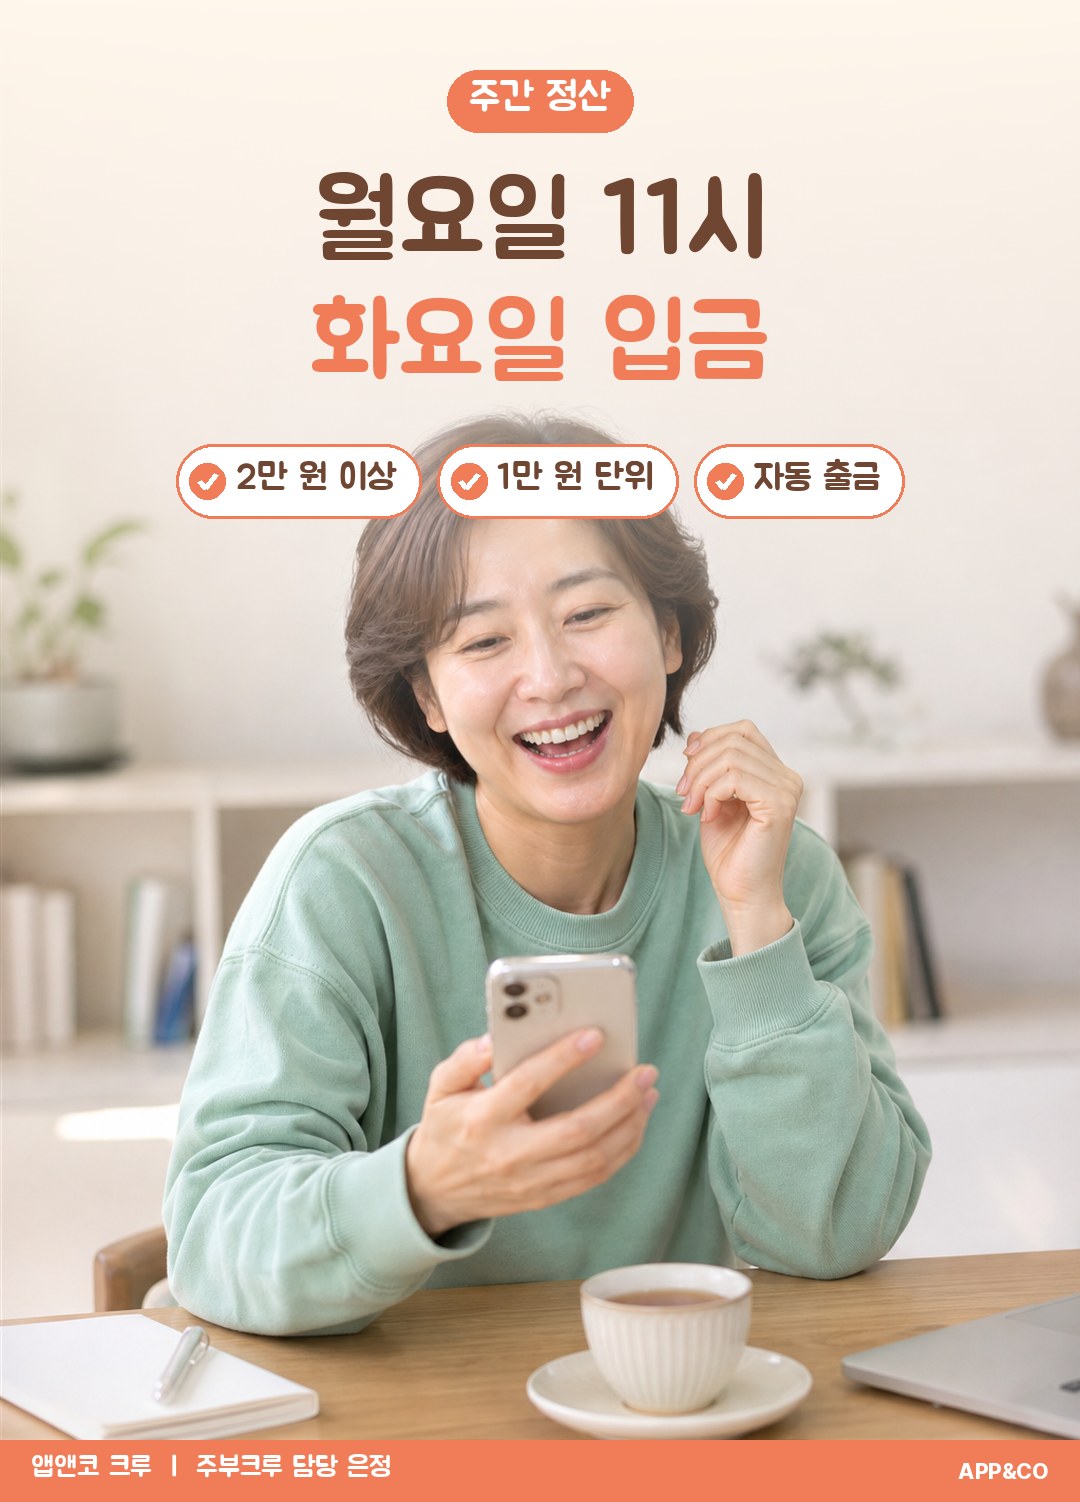 주간 정산
월요일 11시
화요일 입금
2만 원 이상 1만 원 단위 자동 출금
앱앤코 크루 | 주부크루 담당 은정 APP&CO